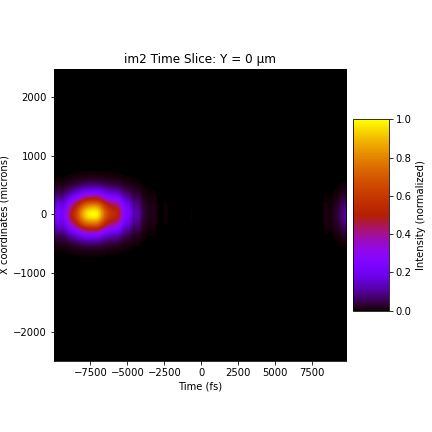 im2 Time Slice: Y = 0 μm
2000
1000
0
−1000
−2000
X coordinates (microns)
−7500 −5000 −2500 0 2500 5000 7500
Time (fs)
1.0
0.8
0.6
0.4
0.2
0.0
Intensity (normalized)